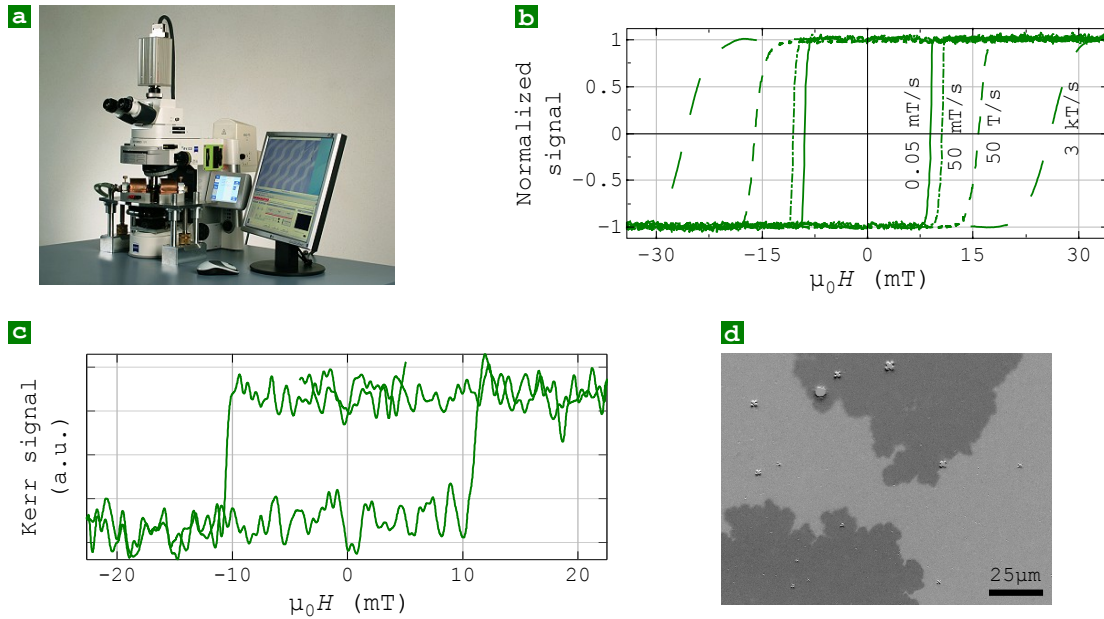 a
b
Normalized
signal
1
0.5
0
−0.5
−1
0.05 mT/s
50 mT/s
50 T/s
3 kT/s
−30
−15
0
15
30
μ₀H (mT)
c
Kerr signal
(a.u.)
−20
−10
0
10
20
μ₀H (mT)
d
25μm